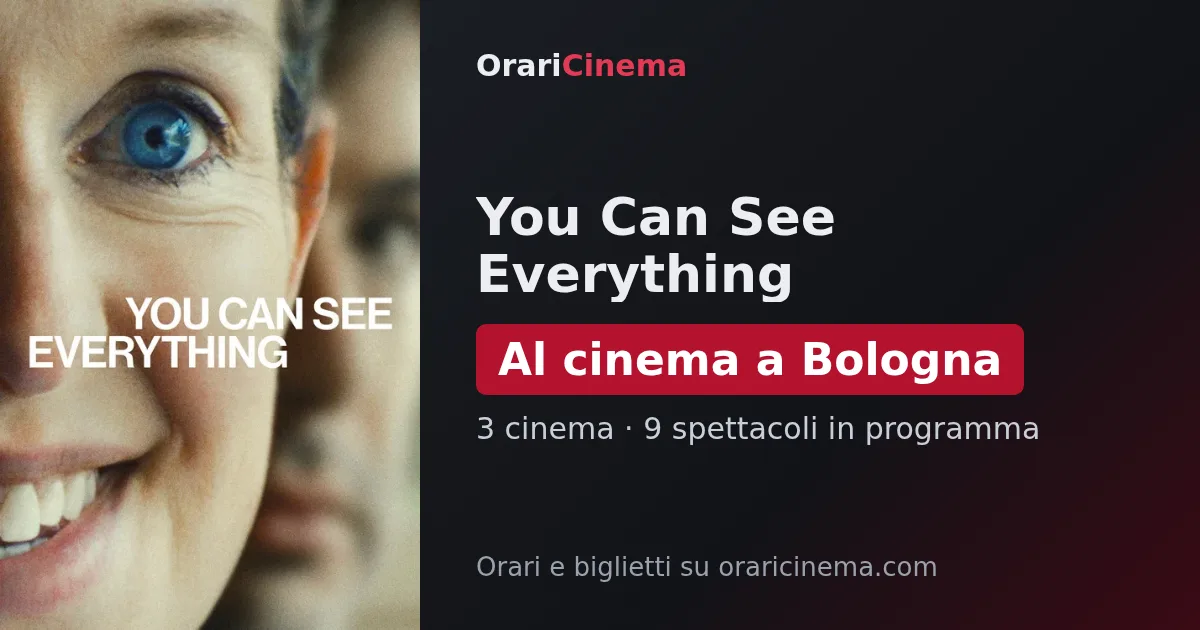 YOU CAN SEE
EVERYTHING
OrariCinema
You Can See
Everything
Al cinema a Bologna
3 cinema · 9 spettacoli in programma
Orari e biglietti su oraricinema.com